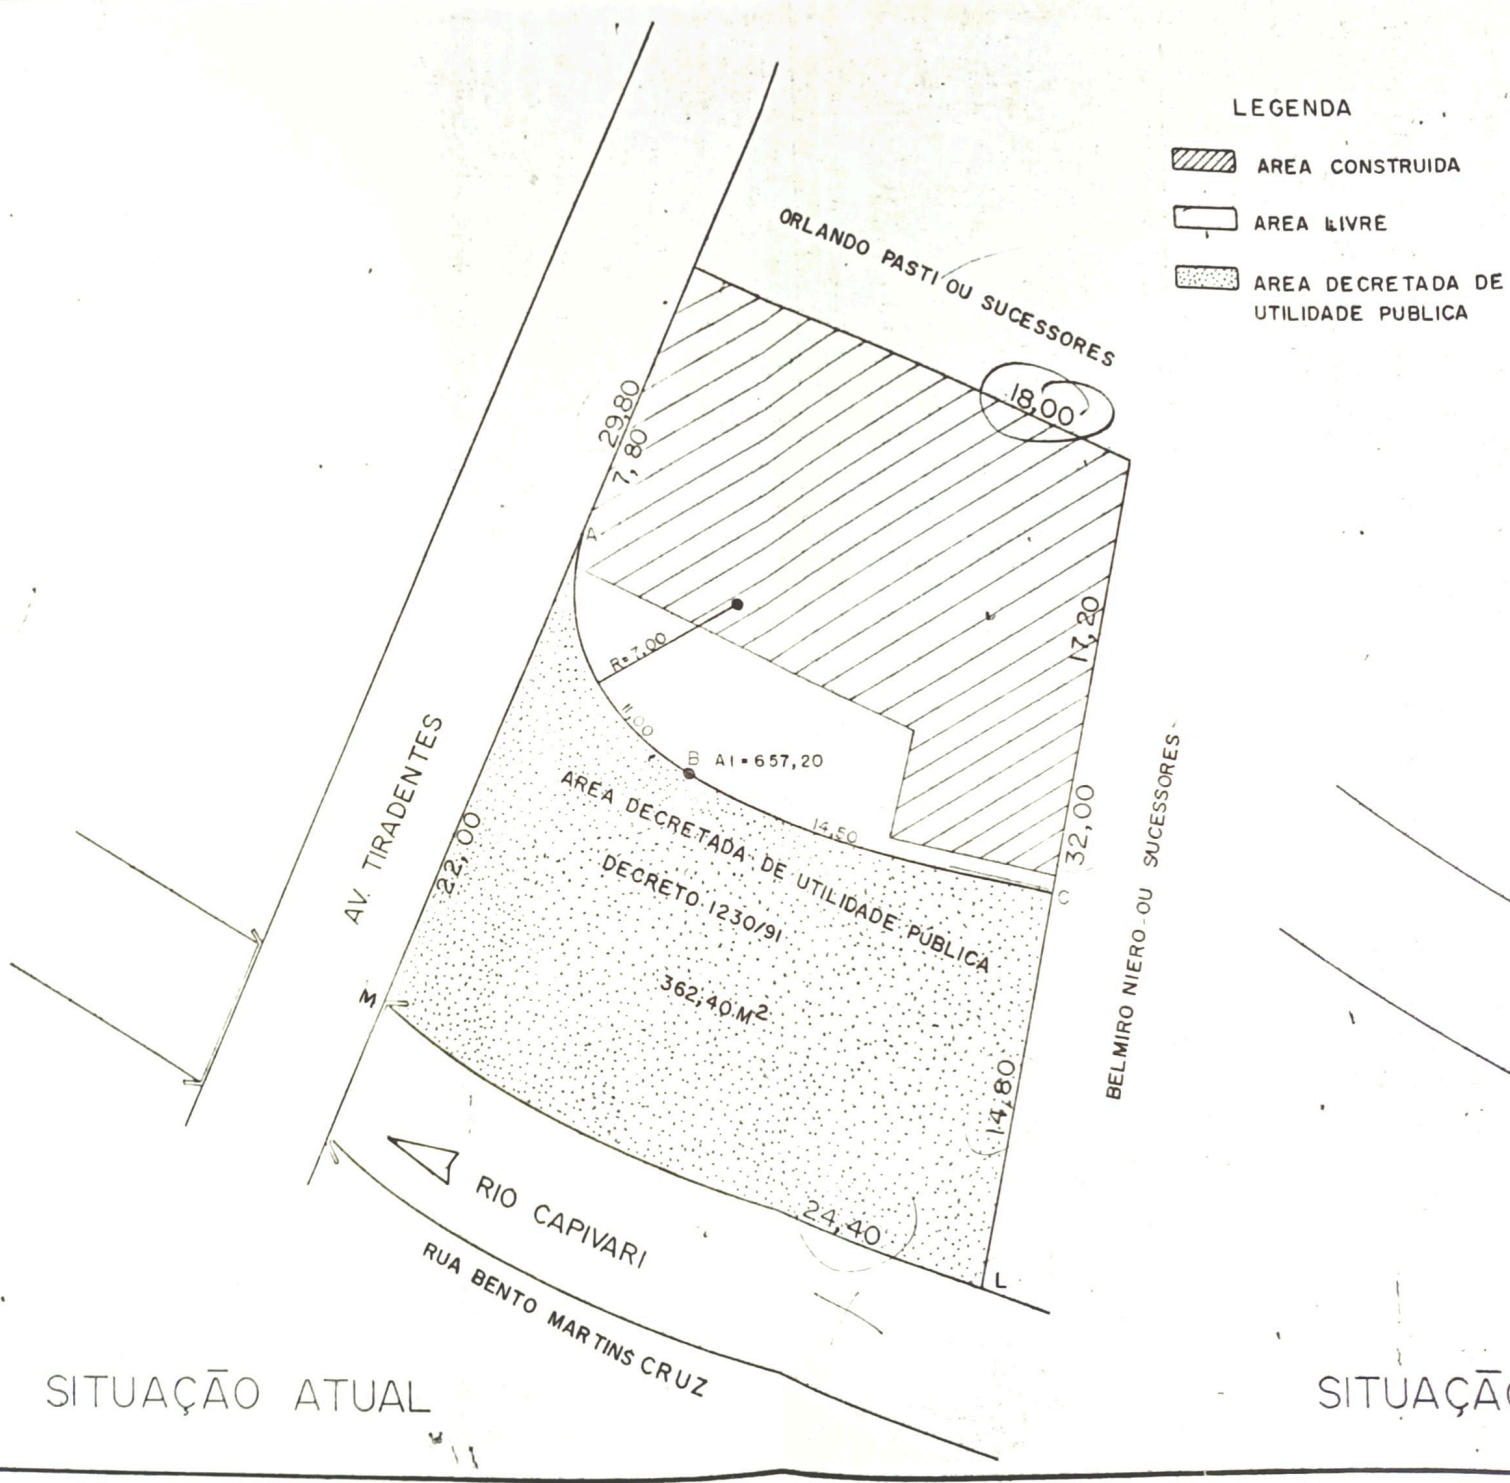 LEGENDA
AREA CONSTRUIDA
AREA LIVRE
AREA DECRETADA DE
UTILIDADE PUBLICA
ORLANDO PASTI OU SUCESSORES
18,00
29,80
7,80
A
17,20
R=7,00
11,00
B
A1=657,20
14,50
AV. TIRADENTES
22,00
AREA DECRETADA DE UTILIDADE PÚBLICA
DECRETO 1230/91
362,40 M²
32,00
C
BELMIRO NIERO OU SUCESSORES
M
14,80
24,40
L
RIO CAPIVARI
RUA BENTO MARTINS CRUZ
SITUAÇÃO ATUAL
SITUAÇÃO